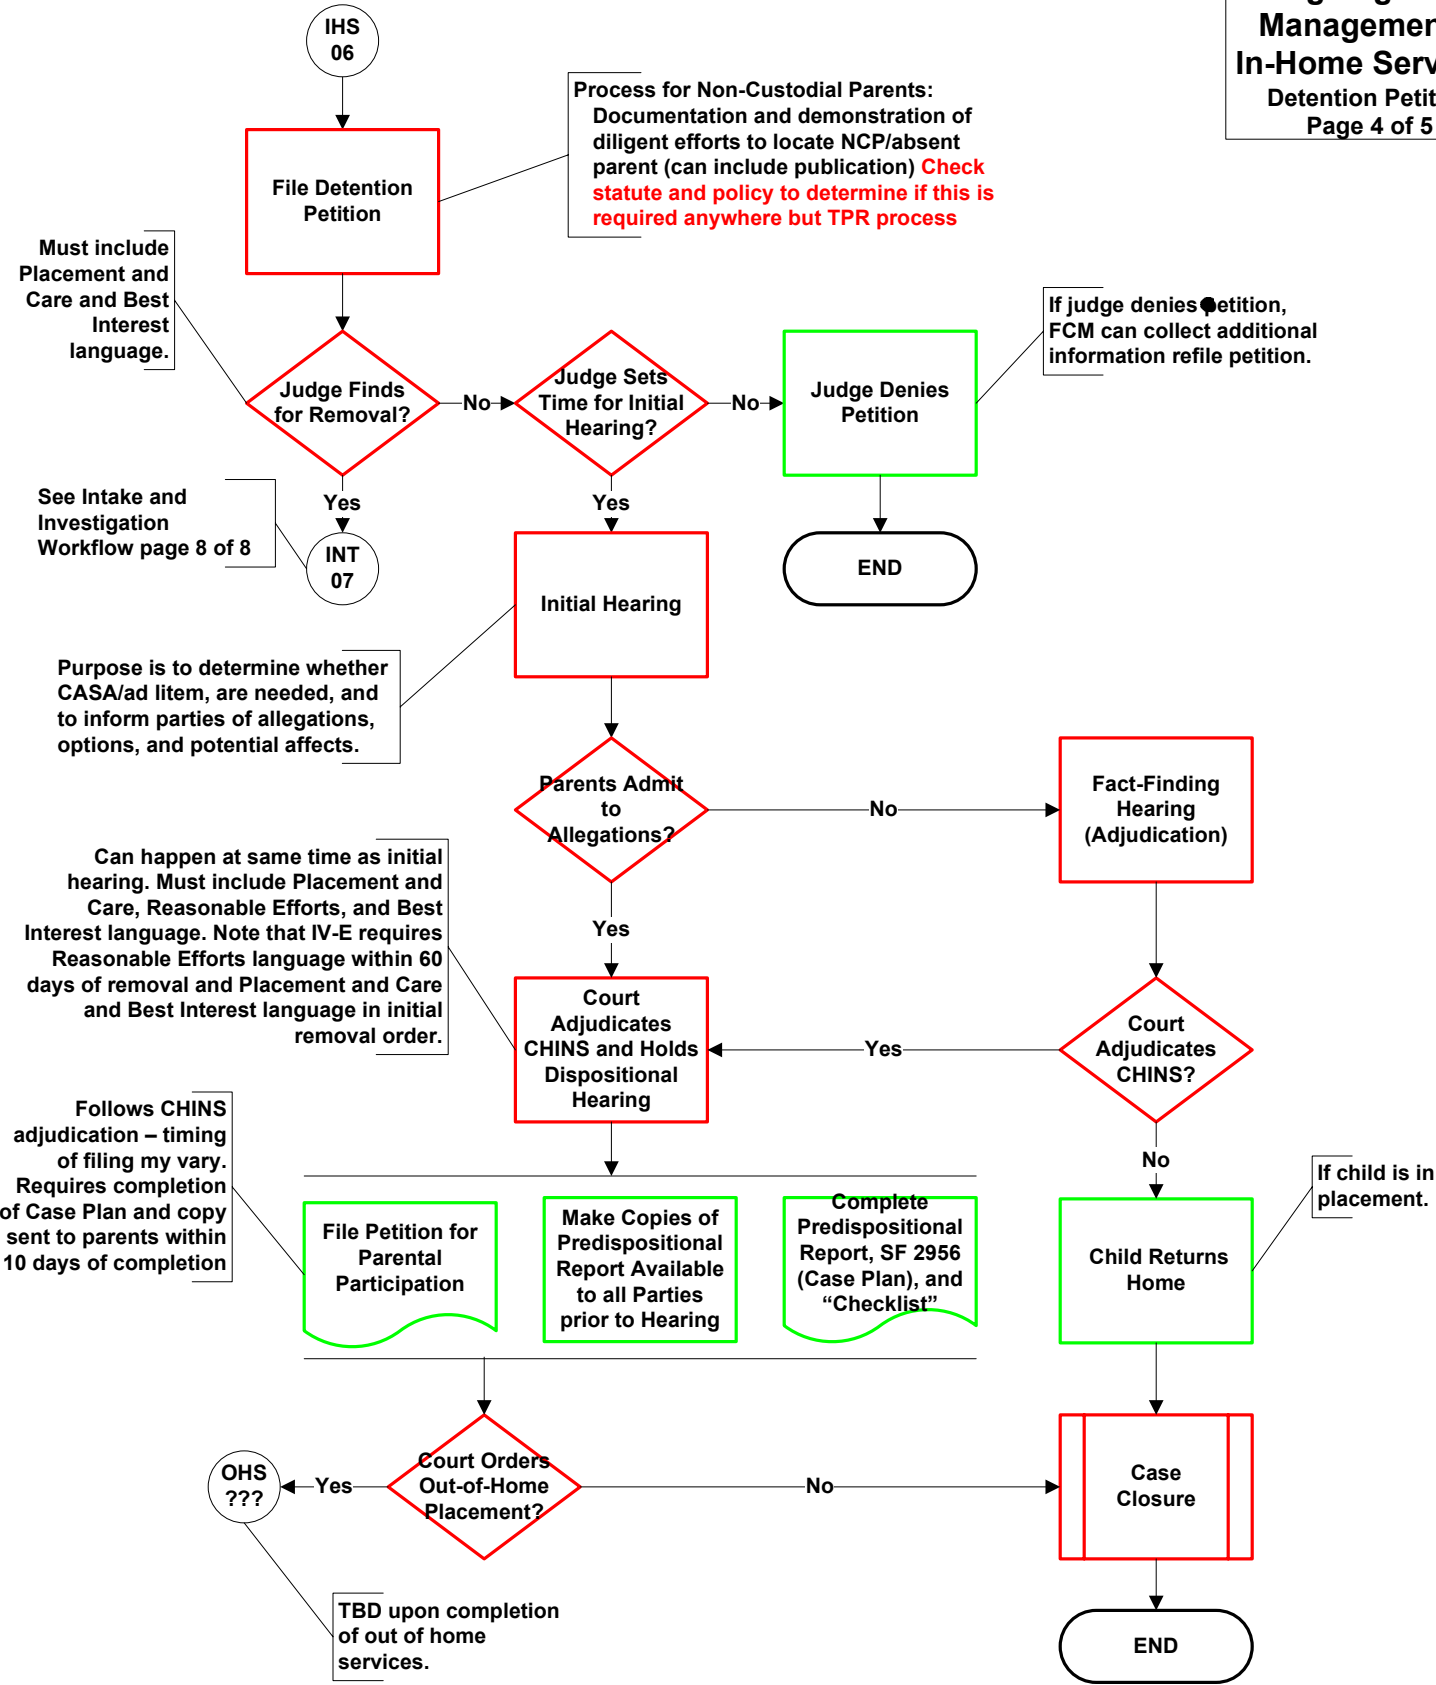 IHS
06
Management
In-Home Serv
Detention Petit
Page 4 of 5
Process for Non-Custodial Parents:
Documentation and demonstration of
diligent efforts to locate NCP/absent
parent (can include publication) Check
statute and policy to determine if this is
required anywhere but TPR process
File Detention
Petition
Must include
Placement and
Care and Best
Interest
language.
If judge denies petition,
FCM can collect additional
information refile petition.
Judge Finds
for Removal?
No
Judge Sets
Time for Initial
Hearing?
No
Judge Denies
Petition
See Intake and
Investigation
Workflow page 8 of 8
Yes
INT
07
Yes
END
Initial Hearing
Purpose is to determine whether
CASA/ad litem, are needed, and
to inform parties of allegations,
options, and potential affects.
Parents Admit
to
Allegations?
No
Fact-Finding
Hearing
(Adjudication)
Can happen at same time as initial
hearing. Must include Placement and
Care, Reasonable Efforts, and Best
Interest language. Note that IV-E requires
Reasonable Efforts language within 60
days of removal and Placement and Care
and Best Interest language in initial
removal order.
Yes
Court
Adjudicates
CHINS and Holds
Dispositional
Hearing
Yes
Court
Adjudicates
CHINS?
Follows CHINS
adjudication – timing
of filing my vary.
Requires completion
of Case Plan and copy
sent to parents within
10 days of completion
No
If child is in
placement.
File Petition for
Parental
Participation
Make Copies of
Predispositional
Report Available
to all Parties
prior to Hearing
Complete
Predispositional
Report, SF 2956
(Case Plan), and
“Checklist”
Child Returns
Home
OHS
???
Yes
Court Orders
Out-of-Home
Placement?
No
Case
Closure
TBD upon completion
of out of home
services.
END